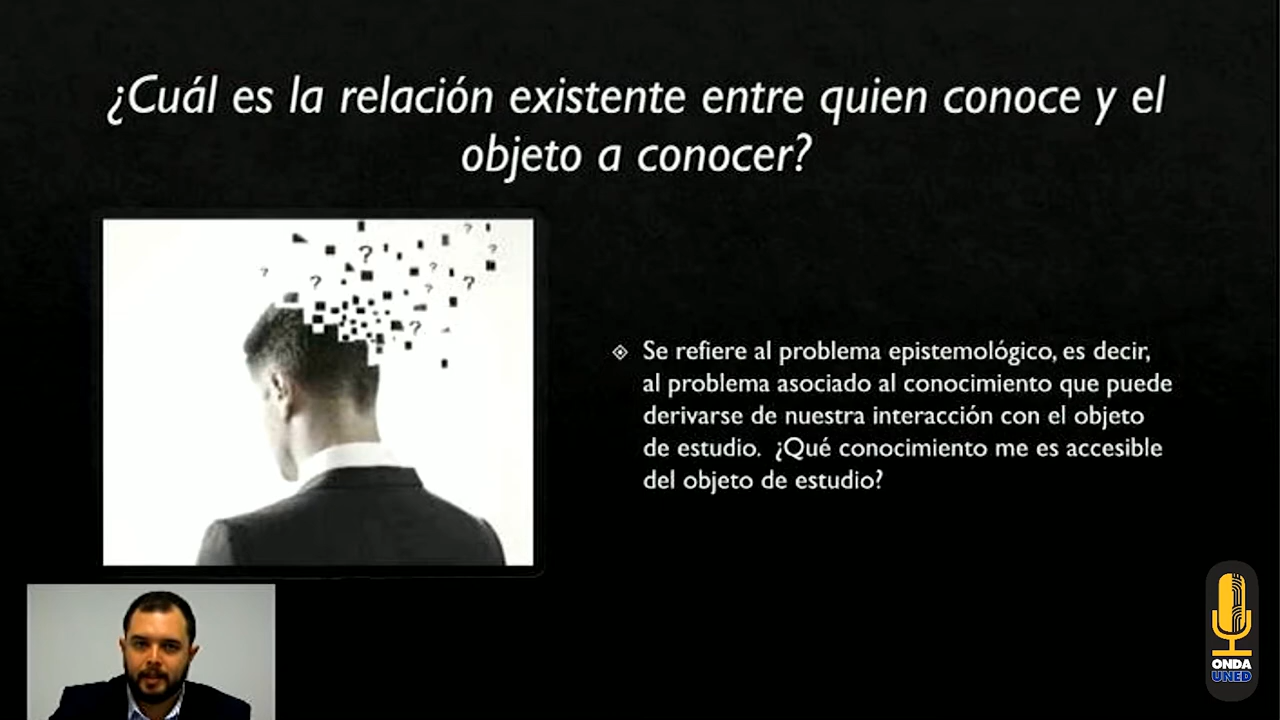 ¿Cuál es la relación existente entre quien conoce y el
objeto a conocer?
? ? ? ? ? ? ? ? ?
Se refiere al problema epistemológico, es decir,
al problema asociado al conocimiento que puede
derivarse de nuestra interacción con el objeto
de estudio.  ¿Qué conocimiento me es accesible
del objeto de estudio?
ONDA
UNED